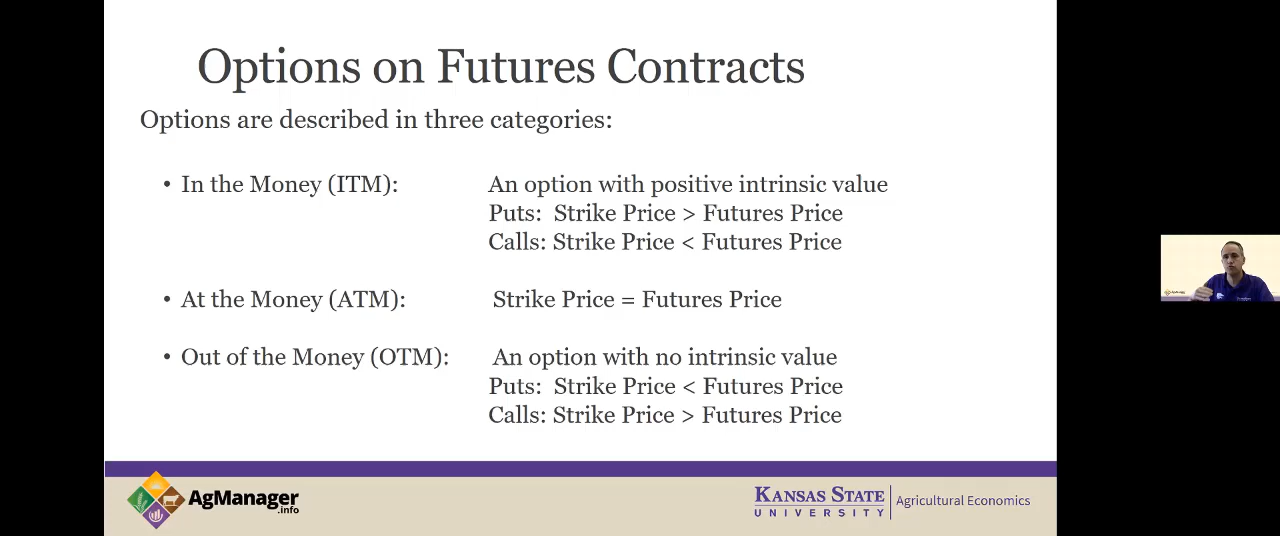 Options on Futures Contracts
Options are described in three categories:
• In the Money (ITM): An option with positive intrinsic value
Puts: Strike Price > Futures Price
Calls: Strike Price < Futures Price
• At the Money (ATM): Strike Price = Futures Price
• Out of the Money (OTM): An option with no intrinsic value
Puts: Strike Price < Futures Price
Calls: Strike Price > Futures Price
AgManager
.info
KANSAS STATE
UNIVERSITY
Agricultural Economics